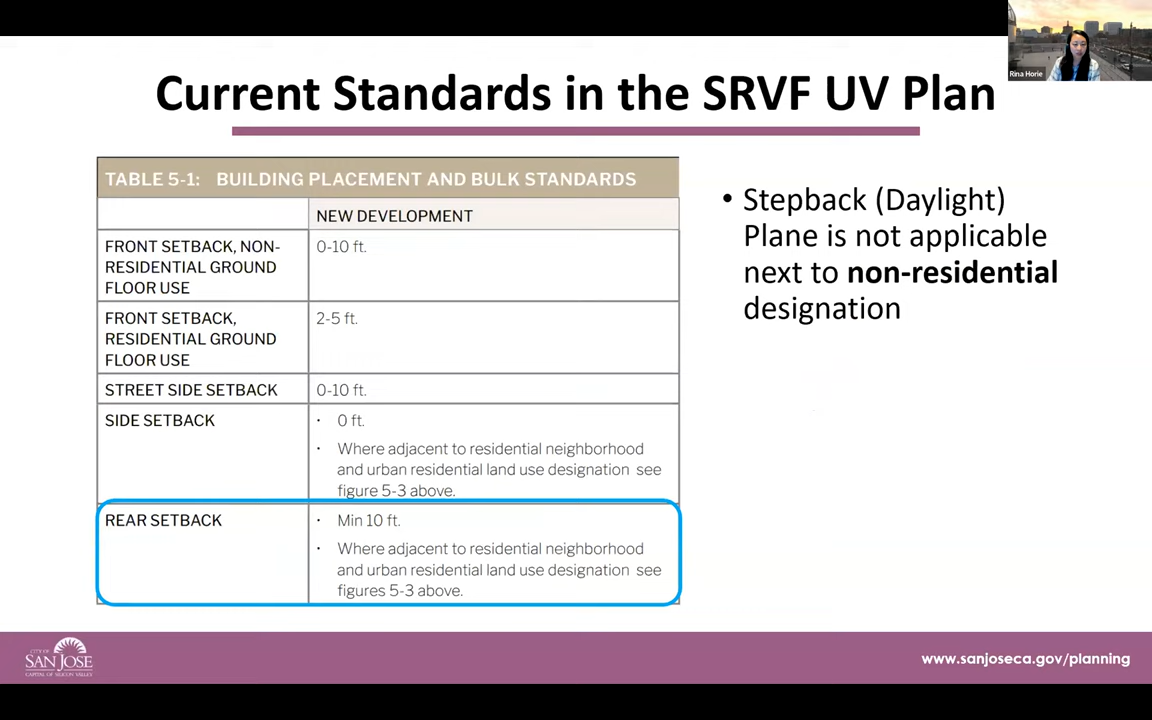 Rina Horie
Current Standards in the SRVF UV Plan
TABLE 5-1: BUILDING PLACEMENT AND BULK STANDARDS
NEW DEVELOPMENT
FRONT SETBACK, NON-
RESIDENTIAL GROUND
FLOOR USE
0-10 ft.
FRONT SETBACK,
RESIDENTIAL GROUND
FLOOR USE
2-5 ft.
STREET SIDE SETBACK
0-10 ft.
SIDE SETBACK
• 0 ft.
• Where adjacent to residential neighborhood
and urban residential land use designation see
figure 5-3 above.
REAR SETBACK
• Min 10 ft.
• Where adjacent to residential neighborhood
and urban residential land use designation see
figures 5-3 above.
• Stepback (Daylight)
Plane is not applicable
next to non-residential
designation
CITY OF
SAN JOSE
CAPITAL OF SILICON VALLEY
www.sanjoseca.gov/planning